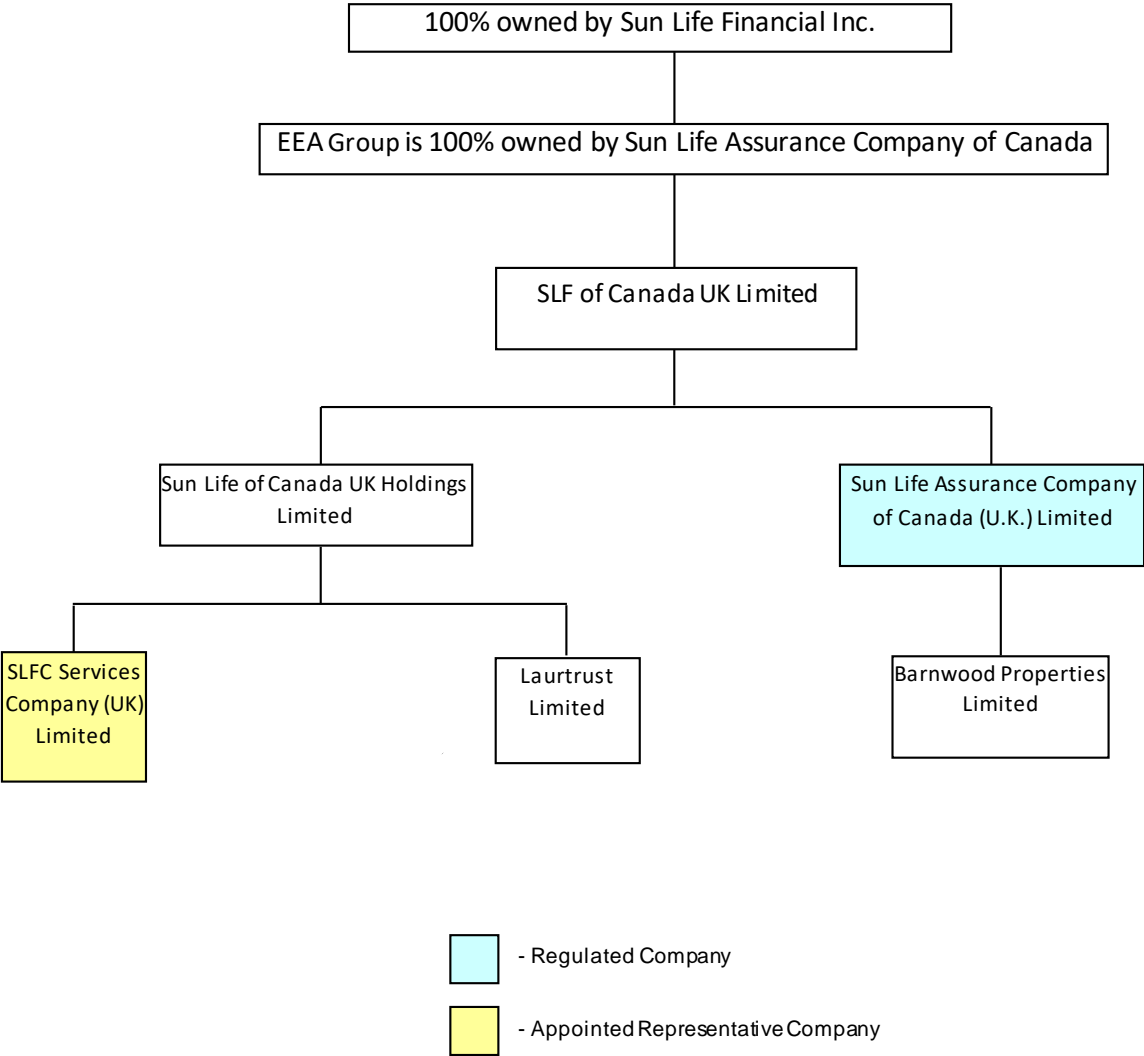 100% owned by Sun Life Financial Inc.
EEA Group is 100% owned by Sun Life Assurance Company of Canada
SLF of Canada UK Limited
Sun Life of Canada UK Holdings
Limited
Sun Life Assurance Company
of Canada (U.K.) Limited
SLFC Services
Company (UK)
Limited
Laurtrust
Limited
Barnwood Properties
Limited
- Regulated Company
- Appointed Representative Company